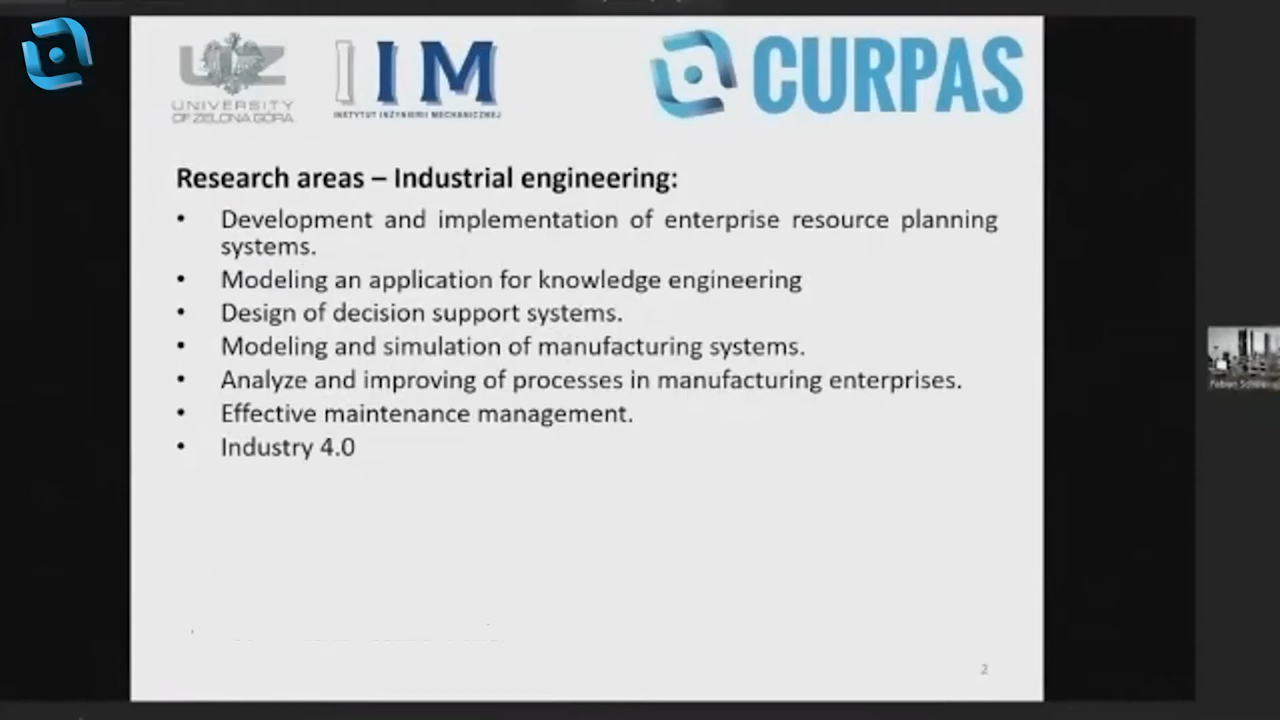 UZ
UNIVERSITY
OF ZIELONA GÓRA
IIM
INSTYTUT INŻYNIERII MECHANICZNEJ
CURPAS
Research areas – Industrial engineering:
• Development and implementation of enterprise resource planning
systems.
• Modeling an application for knowledge engineering
• Design of decision support systems.
• Modeling and simulation of manufacturing systems.
• Analyze and improving of processes in manufacturing enterprises.
• Effective maintenance management.
• Industry 4.0
2